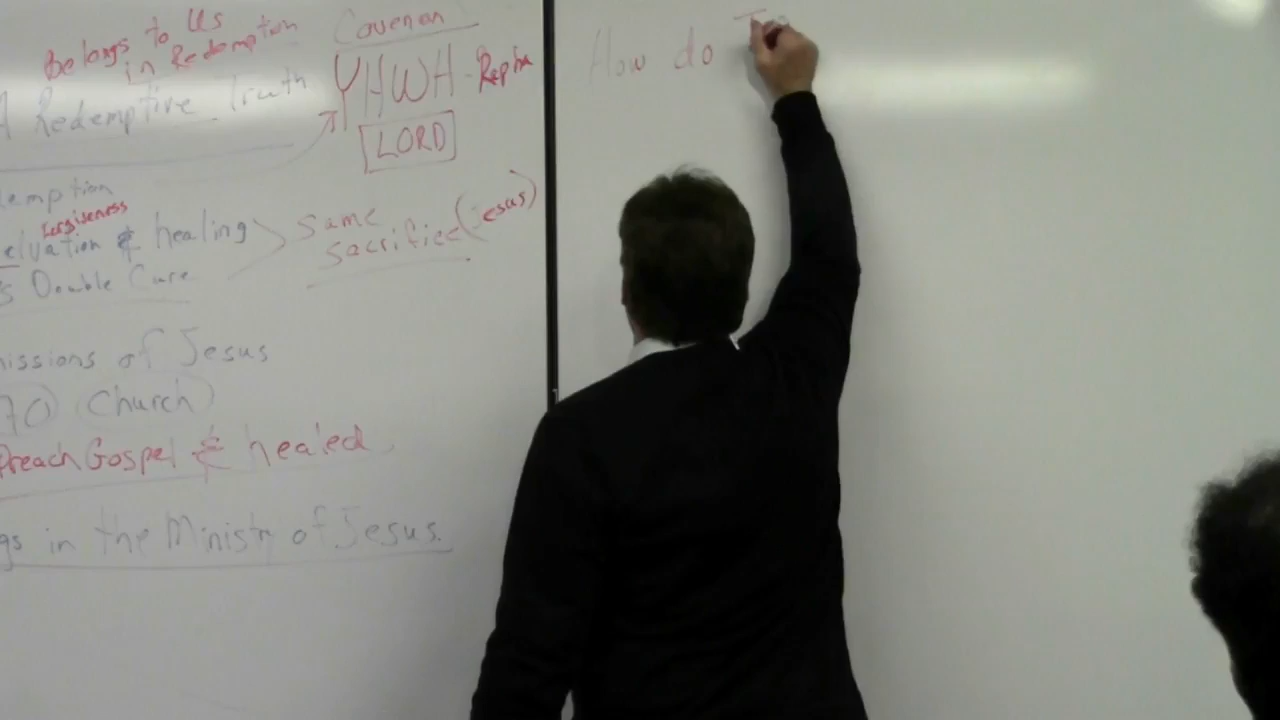 Belongs to Us
in Redemption
A Redemptive Truth
Covenan
YHWH - Repha
LORD
emption
Forgiveness
elvation & healing
same
sacrifice (Jesus)
s Double Cure
missions of Jesus
70 (Church)
Preach Gospel & healed
gs in the Ministry of Jesus.
How do